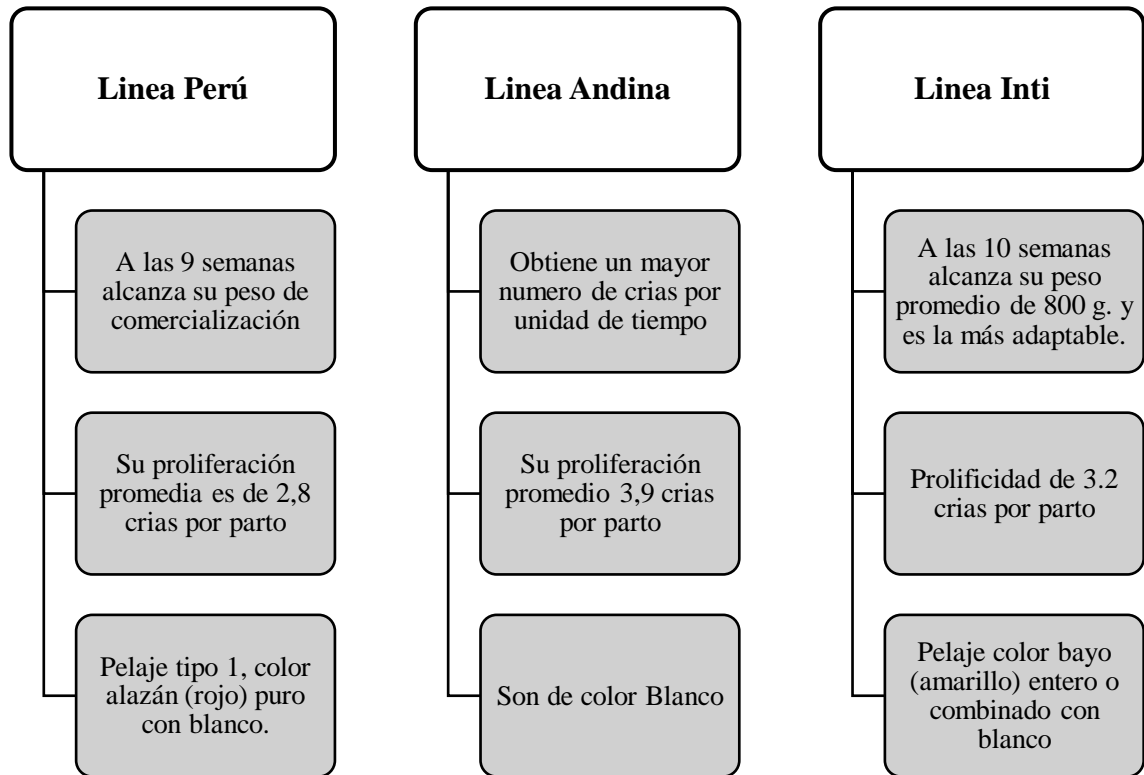 Linea Perú
A las 9 semanas
alcanza su peso de
comercialización
Su proliferación
promedia es de 2,8
crias por parto
Pelaje tipo 1, color
alazán (rojo) puro
con blanco.
Linea Andina
Obtiene un mayor
numero de crias por
unidad de tiempo
Su proliferación
promedio 3,9 crias
por parto
Son de color Blanco
Linea Inti
A las 10 semanas
alcanza su peso
promedio de 800 g. y
es la más adaptable.
Prolificidad de 3.2
crias por parto
Pelaje color bayo
(amarillo) entero o
combinado con
blanco